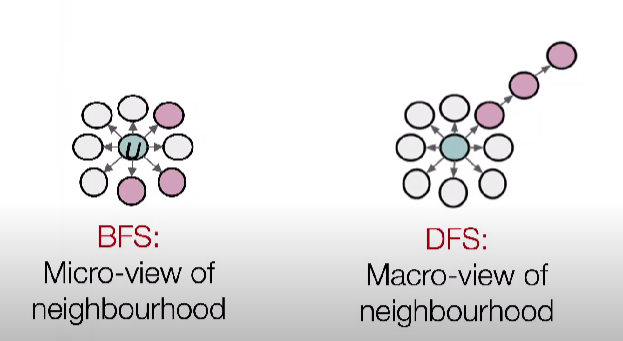 u
BFS:
Micro-view of
neighbourhood
DFS:
Macro-view of
neighbourhood